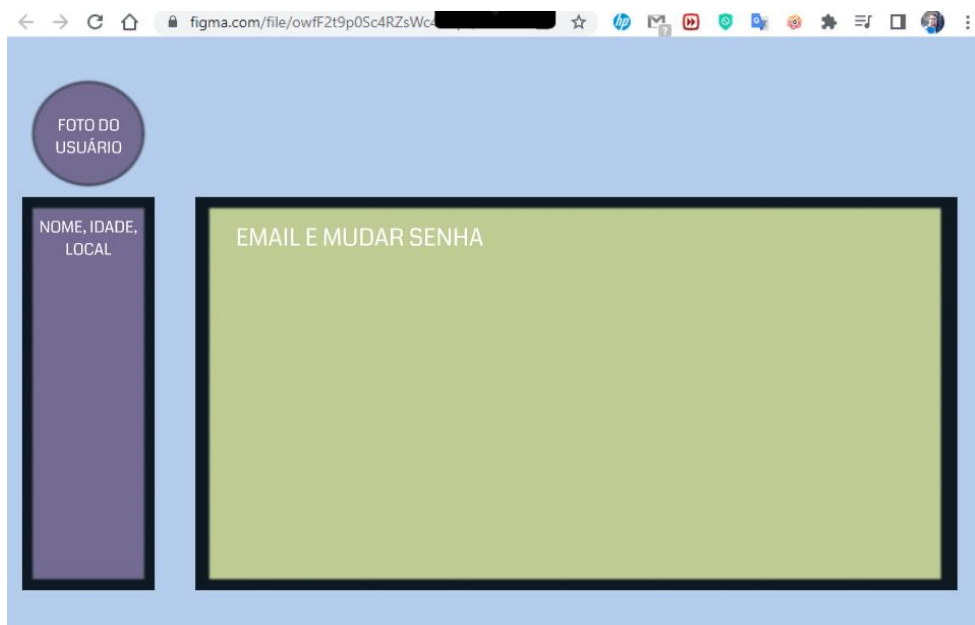 figma.com/file/owfF2t9p0Sc4RZsWc4
FOTO DO
USUÁRIO
NOME, IDADE,
LOCAL
EMAIL E MUDAR SENHA